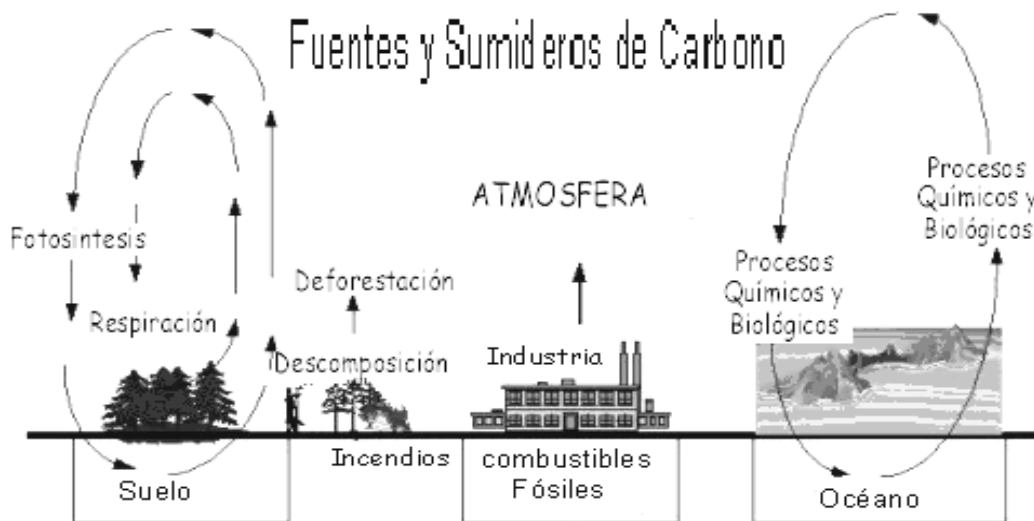 Fuentes y Sumideros de Carbono
ATMOSFERA
Fotosintesis
Respiración
Deforestación
Descomposición
Industria
Procesos
Químicos y
Biológicos
Procesos
Químicos y
Biológicos
Suelo
Incendios
combustibles
Fósiles
Océano